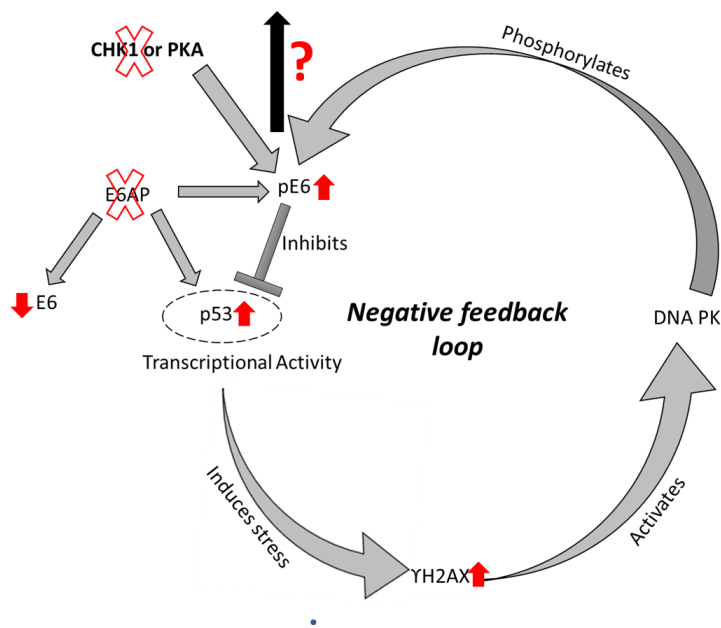 CHK1 or PKA
?
Phosphorylates
E6AP
pE6
Inhibits
E6
p53
Negative feedback
loop
DNA PK
Transcriptional Activity
Induces stress
Activates
ϒH2AX